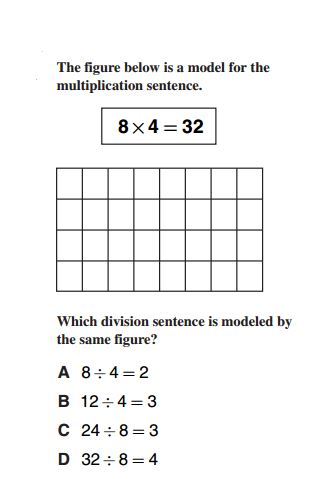 The figure below is a model for the
multiplication sentence.
8 × 4 = 32
Which division sentence is modeled by
the same figure?
A 8 ÷ 4 = 2
B 12 ÷ 4 = 3
C 24 ÷ 8 = 3
D 32 ÷ 8 = 4